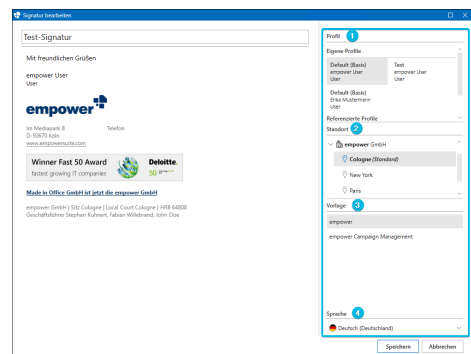 Signatur bearbeiten
Test-Signatur
Mit freundlichen Grüßen
empower User
User
empower
Im Mediapark 8 Telefon
D-50670 Köln
www.empowersuite.com
Winner Fast 50 Award
fastest growing IT companies
Deloitte.
50
Made in Office GmbH ist jetzt die empower GmbH
empower GmbH | Sitz Cologne | Local Court Cologne | HRB 64808
Geschäftsführer Stephan Kuhnert, Fabian Willebrand, John Doe
Profil 1
Eigene Profile
Default (Basis) Test
empower User empower User
User User
Default (Basis)
Erika Mustermann
User
Referenzierte Profile
Standort 2
empower GmbH
Cologne (Standard)
New York
Paris
Vorlage 3
empower
empower Campaign Management
Sprache 4
Deutsch (Deutschland)
Speichern Abbrechen